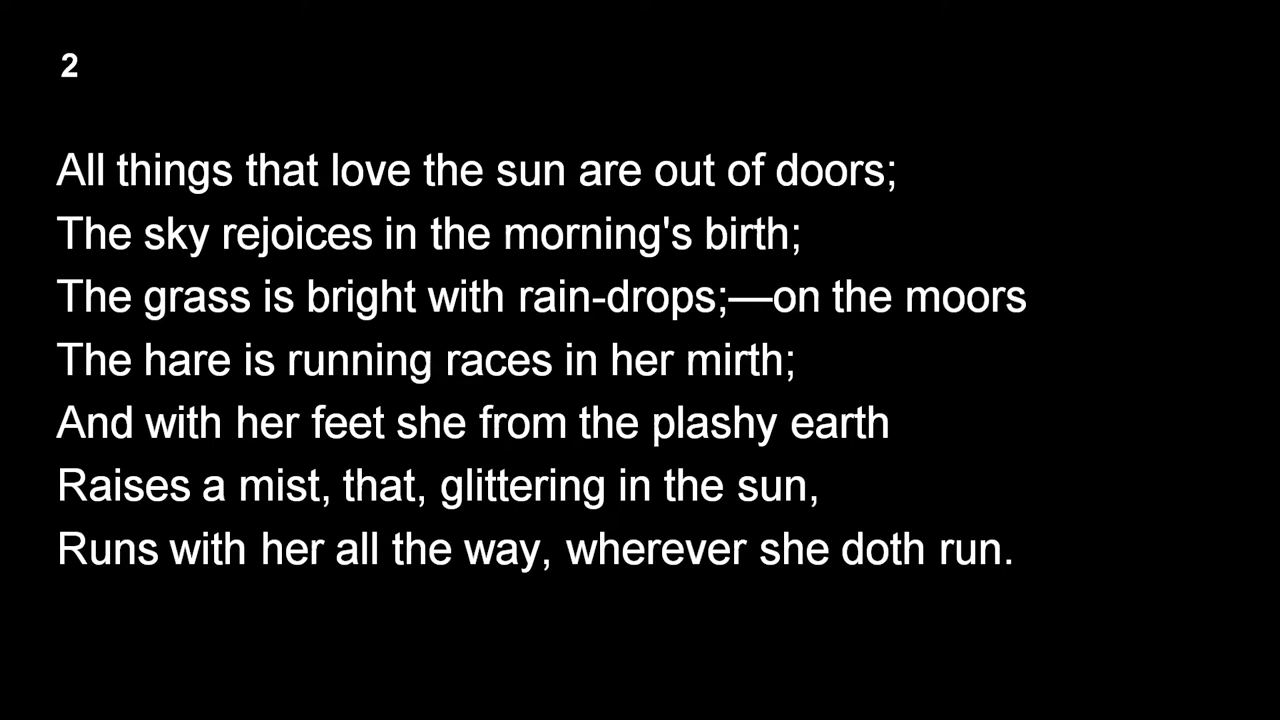 2
All things that love the sun are out of doors;
The sky rejoices in the morning's birth;
The grass is bright with rain-drops;—on the moors
The hare is running races in her mirth;
And with her feet she from the plashy earth
Raises a mist, that, glittering in the sun,
Runs with her all the way, wherever she doth run.